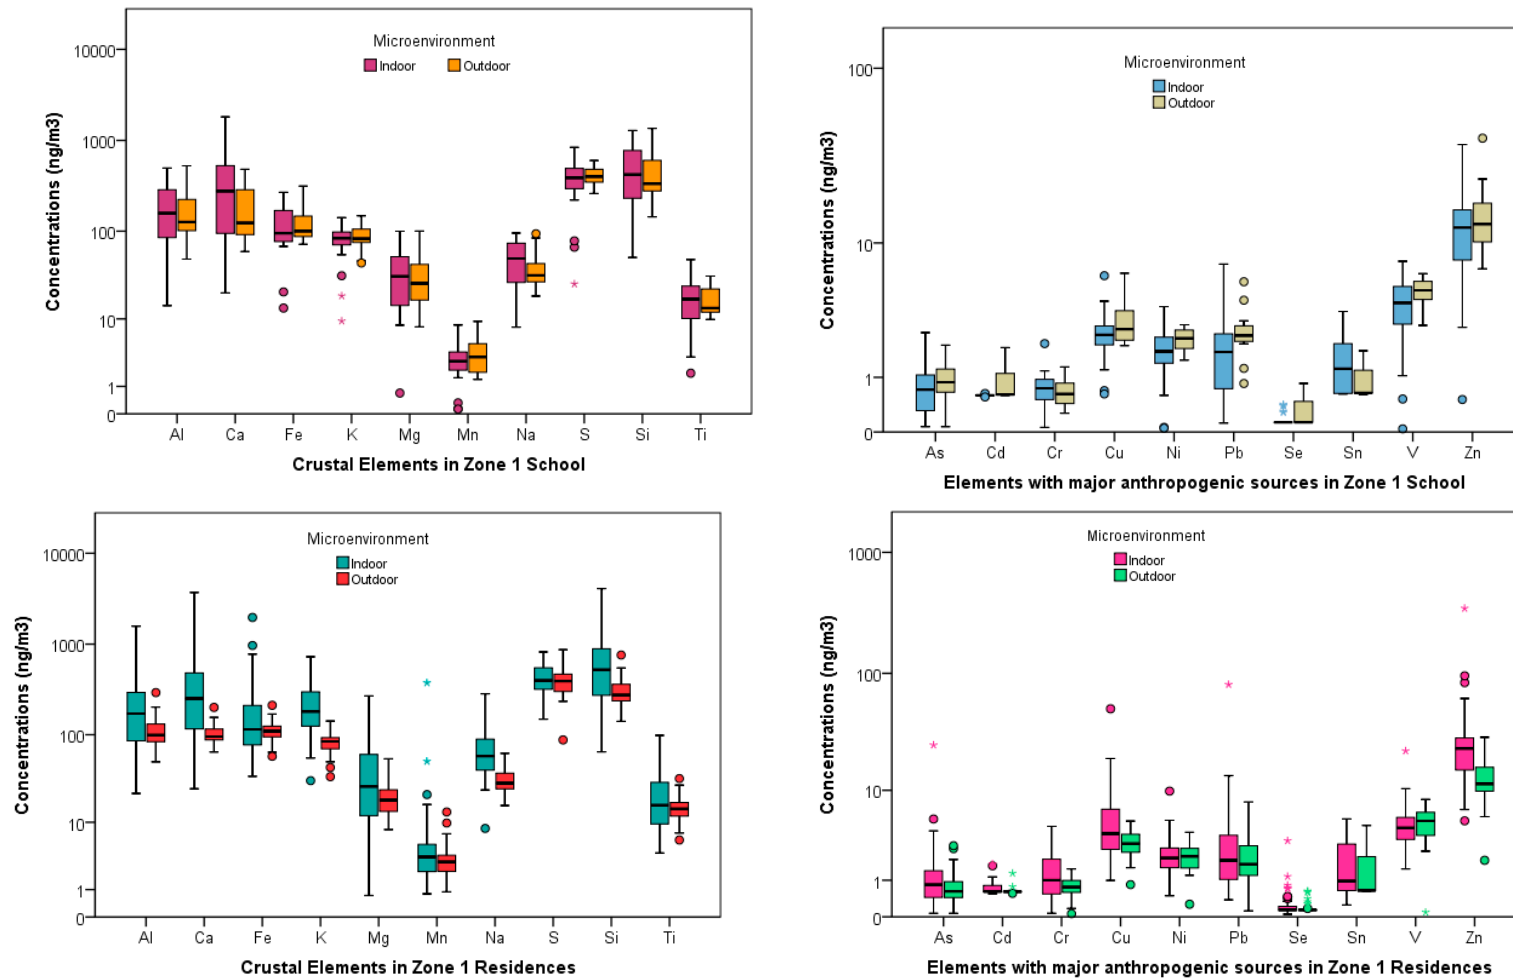 Microenvironment
Indoor Outdoor
Concentrations (ng/m3)
10000
1000
100
10
1
0
Al Ca Fe K Mg Mn Na S Si Ti
Crustal Elements in Zone 1 School
Microenvironment
Indoor
Outdoor
Concentrations (ng/m3)
100
10
1
0
As Cd Cr Cu Ni Pb Se Sn V Zn
Elements with major anthropogenic sources in Zone 1 School
Microenvironment
Indoor
Outdoor
Concentrations (ng/m3)
10000
1000
100
10
1
0
Al Ca Fe K Mg Mn Na S Si Ti
Crustal Elements in Zone 1 Residences
Microenvironment
Indoor
Outdoor
Concentrations (ng/m3)
1000
100
10
1
0
As Cd Cr Cu Ni Pb Se Sn V Zn
Elements with major anthropogenic sources in Zone 1 Residences